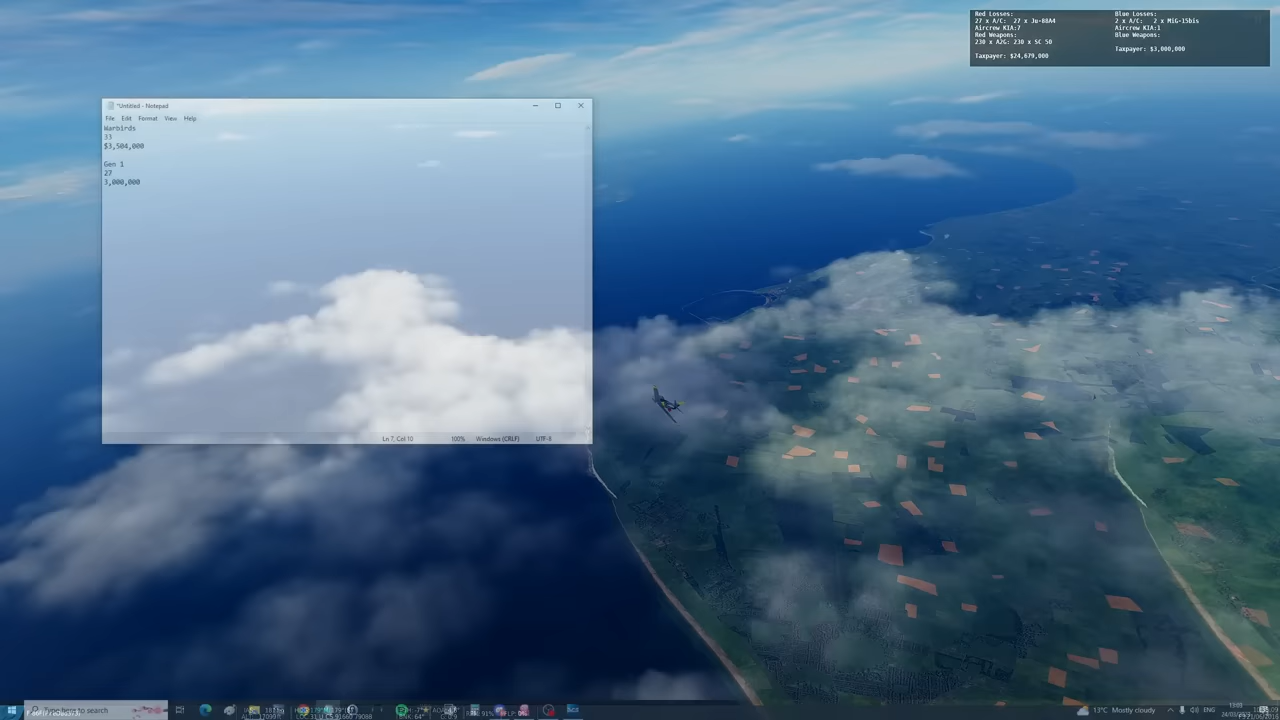 Red Losses:
27 x A/C: 27 x Ju-88A4
Aircrew KIA:7
Red Weapons:
230 x A2G: 230 x SC 50
Taxpayer: $24,679,000
Blue Losses:
2 x A/C: 2 x MiG-15bis
Aircrew KIA:1
Blue Weapons:
Taxpayer: $3,000,000
*Untitled - Notepad
File Edit Format View Help
Warbirds
33
$3,504,000
Gen 1
27
3,000,000
Ln 7, Col 10 100% Windows (CRLF) UTF-8
Type here to search
13°C Mostly cloudy
ENG